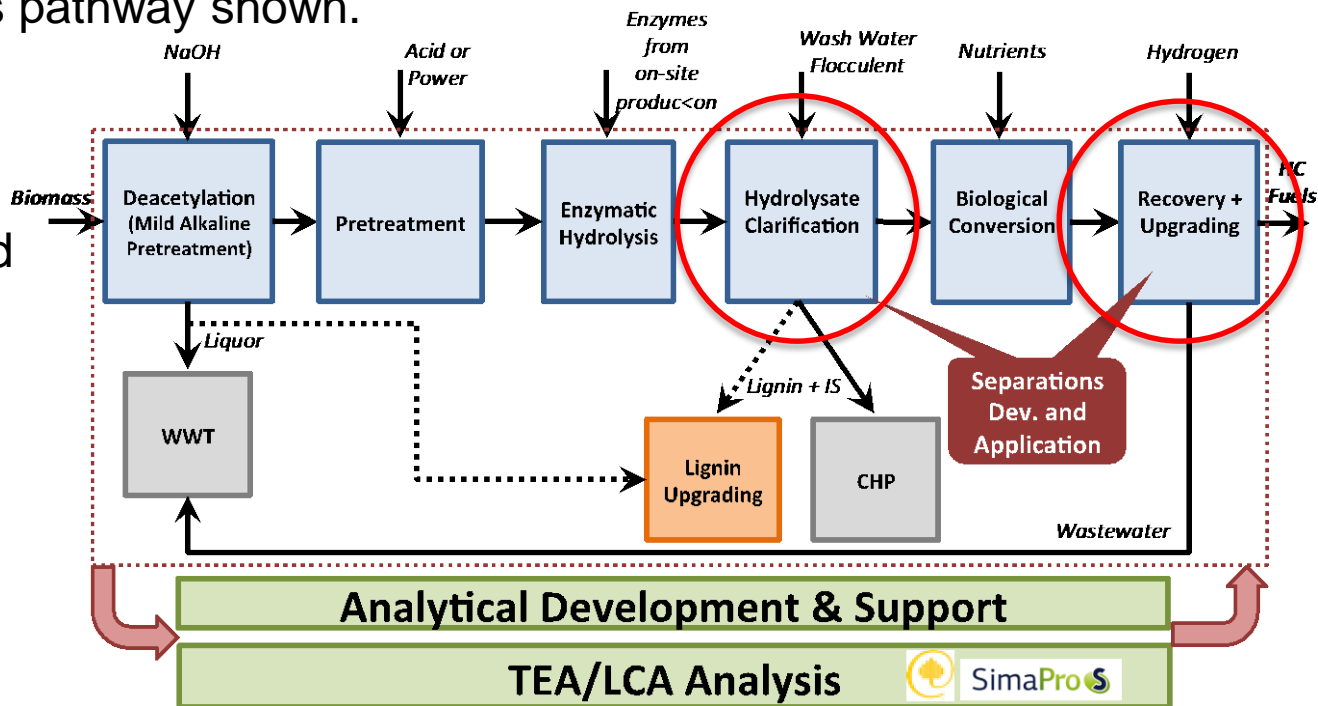 s pathway shown.
NaOH
Acid or
Power
Enzymes
from
on-site
produc<on
Wash Water
Flocculent
Nutrients
Hydrogen
Biomass
Deacetylation
(Mild Alkaline
Pretreatment)
Pretreatment
Enzymatic
Hydrolysis
Hydrolysate
Clarification
Biological
Conversion
Recovery +
Upgrading
HC
Fuels
d
Liquor
Lignin + IS
Separations
Dev. and
Application
WWT
Lignin
Upgrading
CHP
Wastewater
Analytical Development & Support
TEA/LCA Analysis
SimaPro S